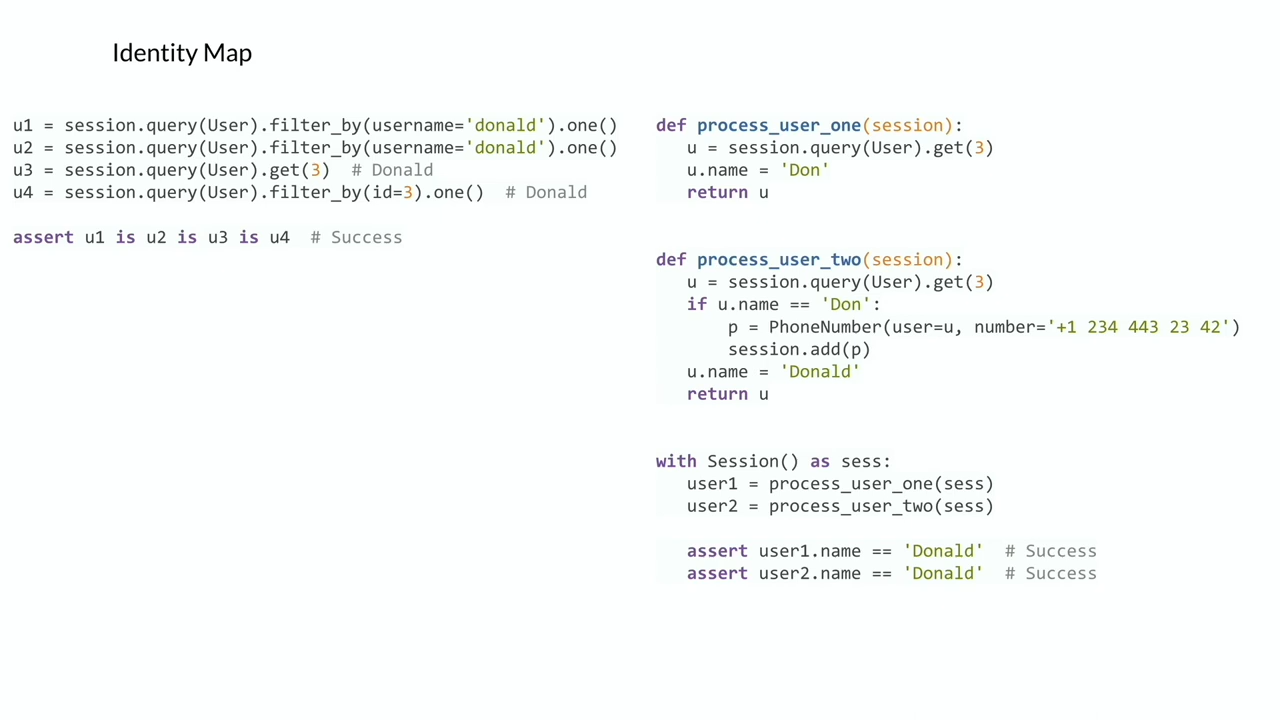 Identity Map
u1 = session.query(User).filter_by(username='donald').one()
u2 = session.query(User).filter_by(username='donald').one()
u3 = session.query(User).get(3)  # Donald
u4 = session.query(User).filter_by(id=3).one()  # Donald
assert u1 is u2 is u3 is u4  # Success
def process_user_one(session):
   u = session.query(User).get(3)
   u.name = 'Don'
   return u
def process_user_two(session):
   u = session.query(User).get(3)
   if u.name == 'Don':
       p = PhoneNumber(user=u, number='+1 234 443 23 42')
       session.add(p)
   u.name = 'Donald'
   return u
with Session() as sess:
   user1 = process_user_one(sess)
   user2 = process_user_two(sess)
   assert user1.name == 'Donald'  # Success
   assert user2.name == 'Donald'  # Success